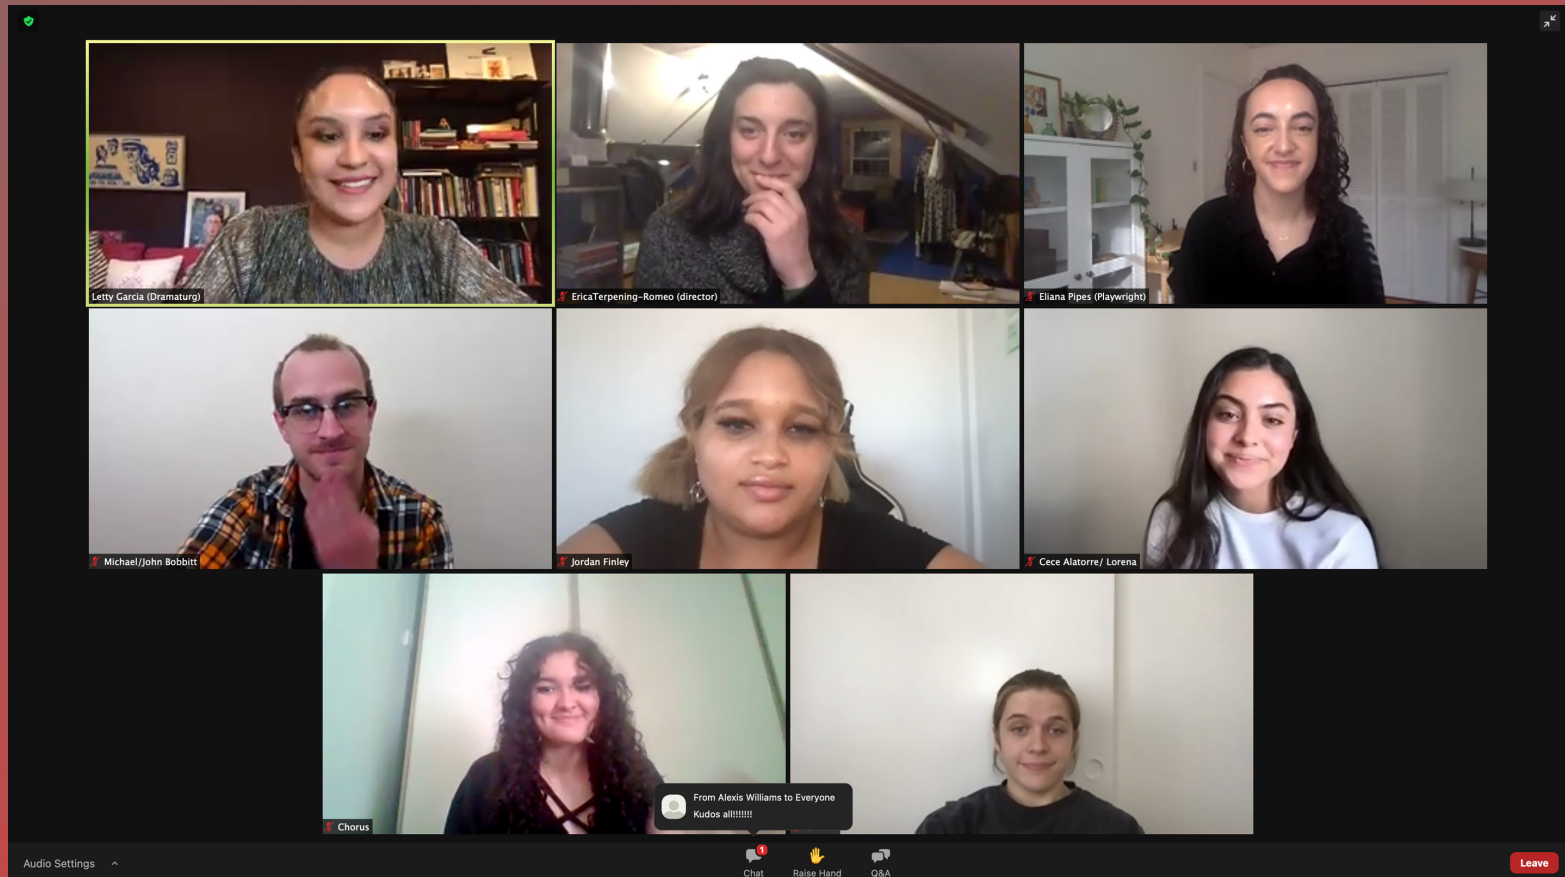 Letty Garcia (Dramaturg)
EricaTerpening-Romeo (director)
Eliana Pipes (Playwright)
Michael/John Bobbitt
Jordan Finley
Cece Alatorre/ Lorena
Chorus
From Alexis Williams to Everyone
Kudos all!!!!!!!
Audio Settings
1
Chat
Raise Hand
Q&A
Leave